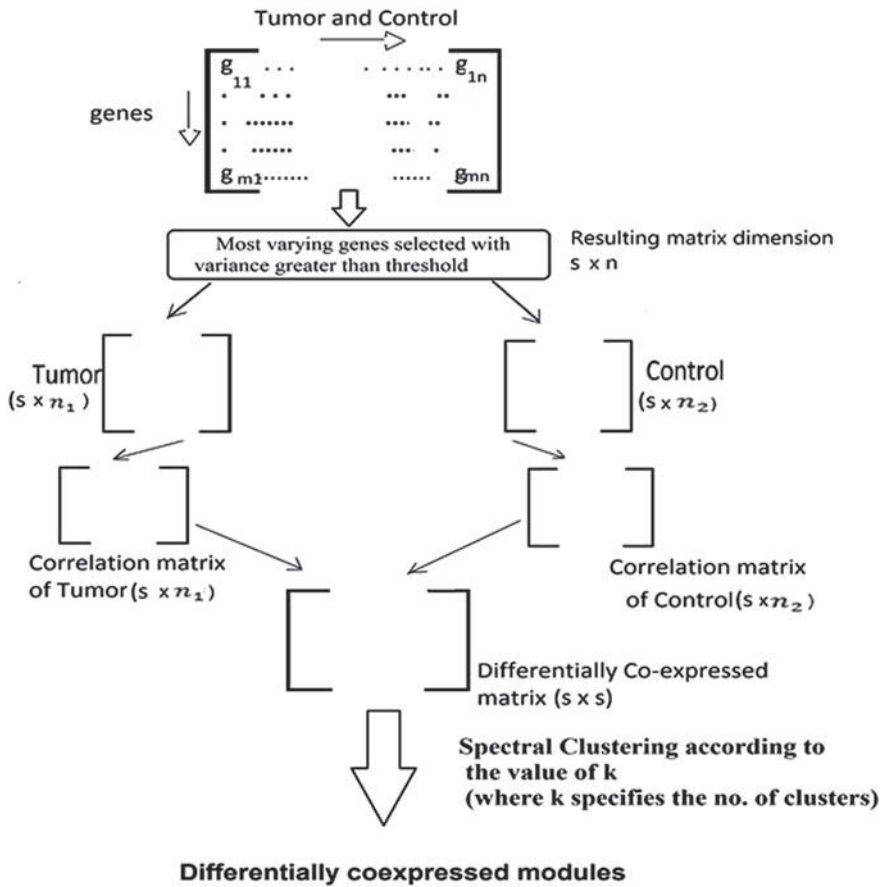 Tumor and Control
genes
g11 ... ......... g1n
. ... ... ..
. ....... .... ..
. ...... .... .
gm1....... ...... gmn
Most varying genes selected with
variance greater than threshold
Resulting matrix dimension
s x n
Tumor
(s x n₁)
Control
(s x n₂)
Correlation matrix
of Tumor(s x n₁)
Correlation matrix
of Control(s x n₂)
Differentially Co-expressed
matrix (s x s)
Spectral Clustering according to
the value of k
(where k specifies the no. of clusters)
Differentially coexpressed modules